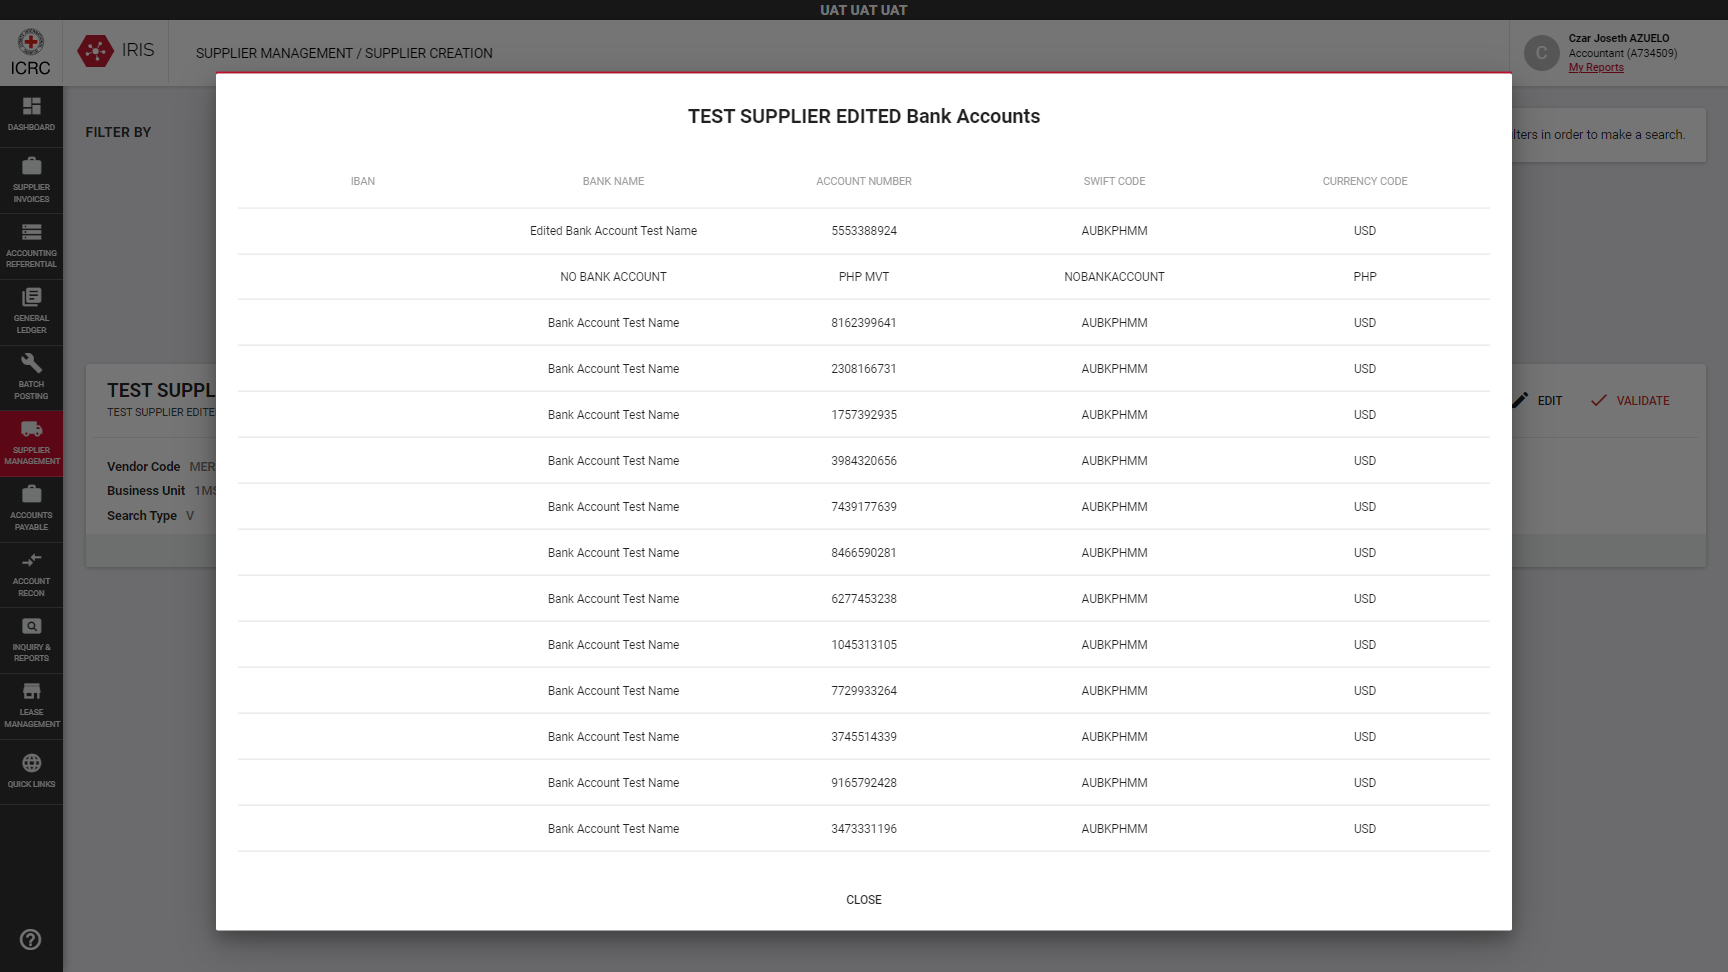 UAT UAT UAT
ICRC
IRIS
SUPPLIER MANAGEMENT / SUPPLIER CREATION
C
Czar Joseth AZUELO
Accountant (A734509)
My Reports
DASHBOARD
SUPPLIER
INVOICES
ACCOUNTING
REFERENTIAL
GENERAL
LEDGER
BATCH
POSTING
SUPPLIER
MANAGEMENT
ACCOUNTS
PAYABLE
ACCOUNT
RECON
INQUIRY &
REPORTS
LEASE
MANAGEMENT
QUICK LINKS
FILTER BY
in order to make a search.
TEST
TEST SUPPLIER
EDIT
VALIDATE
Vendor Code
Business Unit
Search Type V
TEST SUPPLIER EDITED Bank Accounts
IBAN BANK NAME ACCOUNT NUMBER SWIFT CODE CURRENCY CODE
Edited Bank Account Test Name 5553388924 AUBKPHMM USD
NO BANK ACCOUNT PHP MVT NOBANKACCOUNT PHP
Bank Account Test Name 8162399641 AUBKPHMM USD
Bank Account Test Name 2308166731 AUBKPHMM USD
Bank Account Test Name 1757392935 AUBKPHMM USD
Bank Account Test Name 3984320656 AUBKPHMM USD
Bank Account Test Name 7439177639 AUBKPHMM USD
Bank Account Test Name 8466590281 AUBKPHMM USD
Bank Account Test Name 6277453238 AUBKPHMM USD
Bank Account Test Name 1045313105 AUBKPHMM USD
Bank Account Test Name 7729933264 AUBKPHMM USD
Bank Account Test Name 3745514339 AUBKPHMM USD
Bank Account Test Name 9165792428 AUBKPHMM USD
Bank Account Test Name 3473331196 AUBKPHMM USD
CLOSE